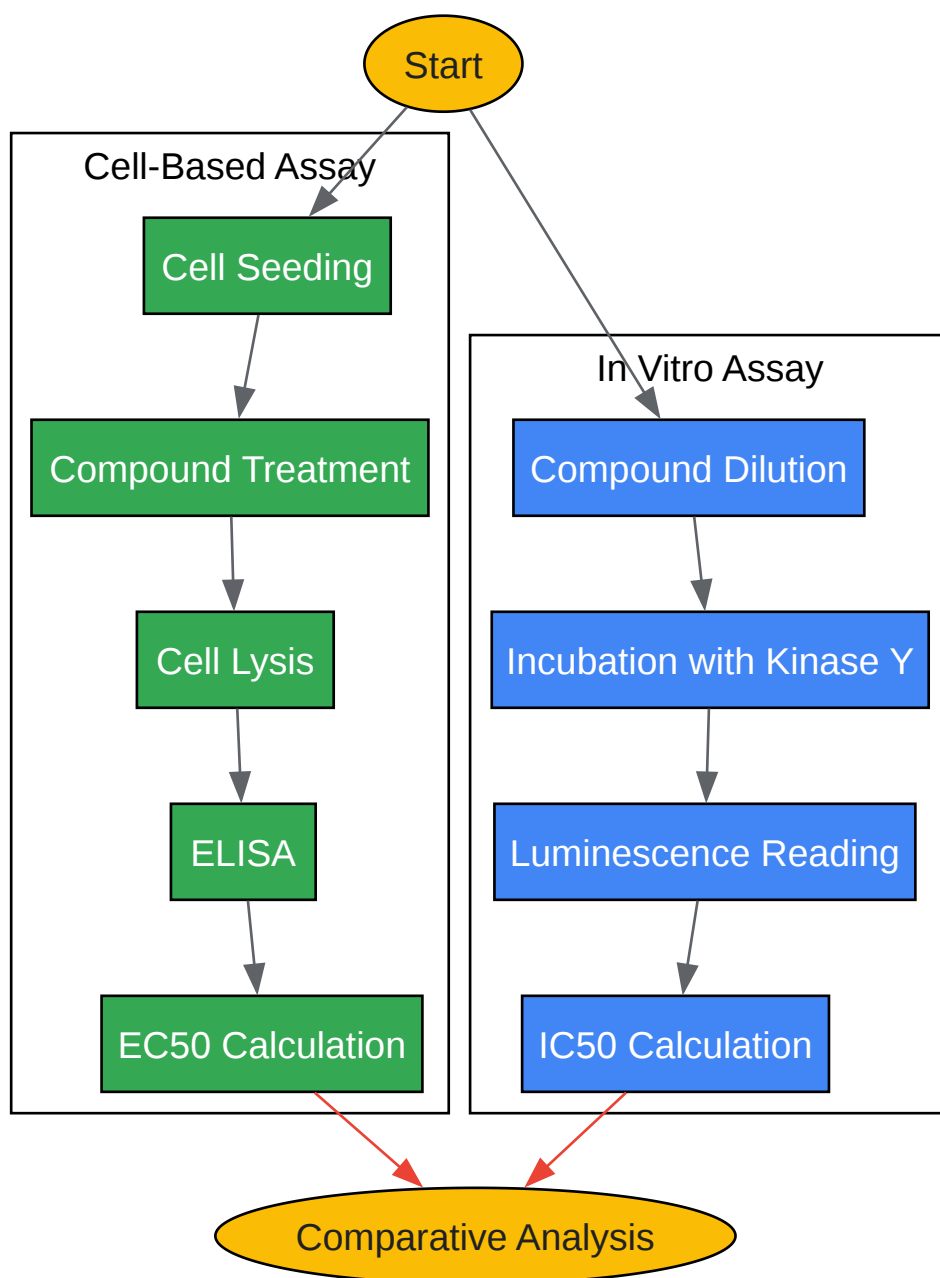 Start
Cell-Based Assay
Cell Seeding
Compound Treatment
Cell Lysis
ELISA
EC50 Calculation
In Vitro Assay
Compound Dilution
Incubation with Kinase Y
Luminescence Reading
IC50 Calculation
Comparative Analysis